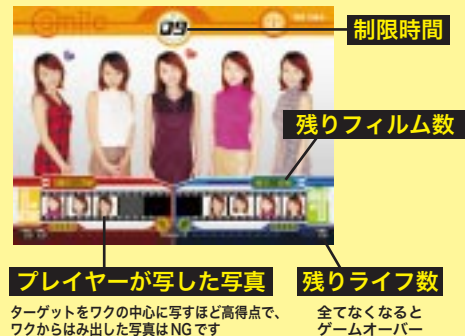 09
制限時間
残りフィルム数
プレイヤーが写した写真
残りライフ数
ターゲットをワクの中心に写すほど高得点で、
ワクからはみ出した写真はNGです
全てなくなると
ゲームオーバー